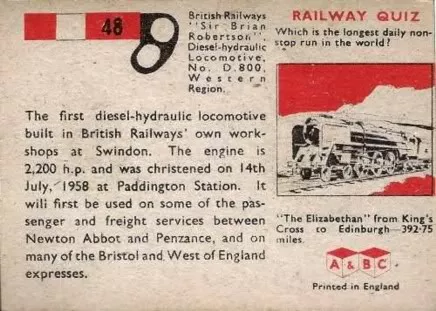 48
British Railways
"Sir Brian
Robertson".
Diesel-hydraulic
Locomotive,
No. D.800,
Western
Region.
The first diesel-hydraulic locomotive
built in British Railways' own work-
shops at Swindon. The engine is
2,200 h.p. and was christened on 14th
July, 1958 at Paddington Station. It
will first be used on some of the pas-
senger and freight services between
Newton Abbot and Penzance, and on
many of the Bristol and West of England
expresses.
RAILWAY QUIZ
Which is the longest daily non-
stop run in the world?
"The Elizabethan" from King's
Cross to Edinburgh—392·75
miles.
A & B C
Printed in England